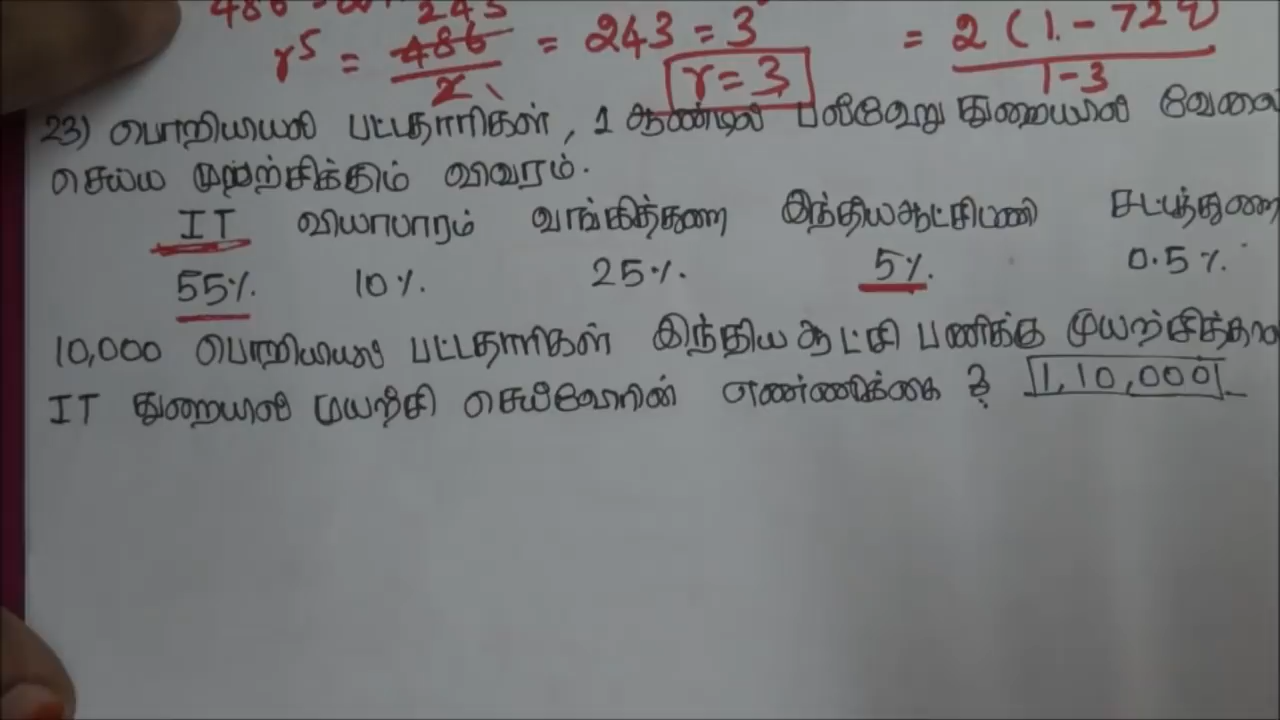 243
r⁵ = 486 / 2 = 243 = 3
r = 3
= 2 ( 1 - 729 ) / 1 - 3
23) பொறியியல் பட்டதாரிகள் , 1 ஆண்டில் பல்வேறு துறையில் வேலை
செய்ய முயற்சிக்கும் விவரம் .
IT வியாபாரம் வங்கித்துறை இந்திய ஆட்சிபணி சட்டத்துறை
55% 10% 25% 5% 0.5%
10,000 பொறியியல் பட்டதாரிகள் இந்திய ஆட்சி பணிக்கு
IT துறையில் முயற்சி செய்வோரின் எண்ணிக்கை ? 1,10,000